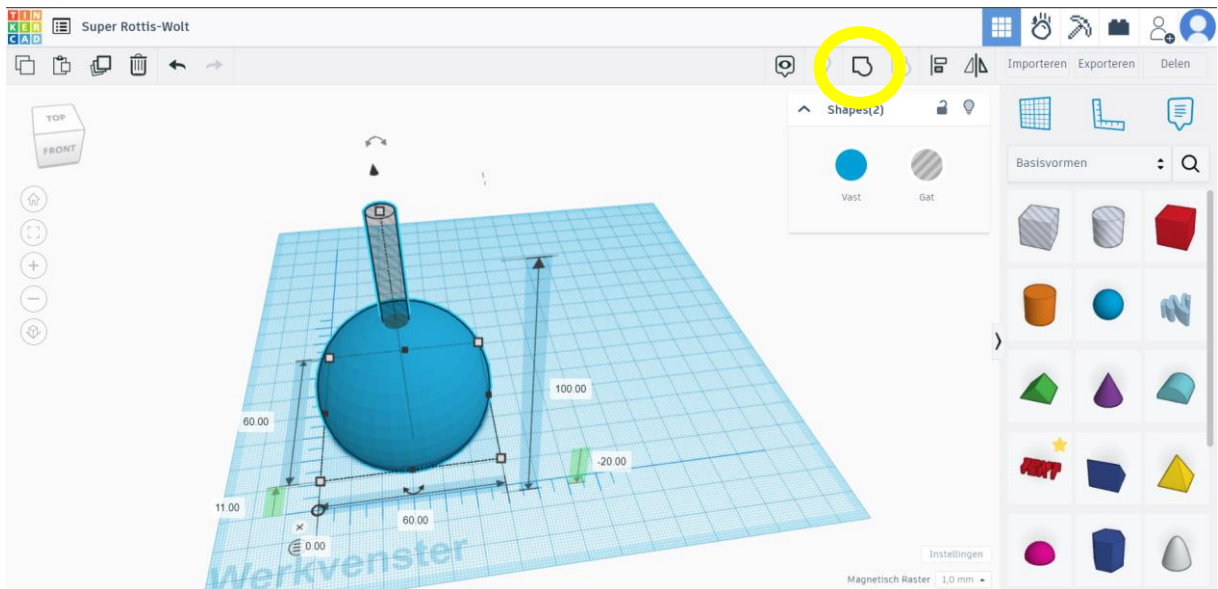 TIN
KER
CAD
Super Rottis-Wolt
Importeren Exporteren Delen
TOP
FRONT
Shapes(2)
Vast Gat
Basisvormen
TEXT
100.00
60.00
-20.00
11.00
60.00
0.00
Werkvenster
Instellingen
Magnetisch Raster 1,0 mm